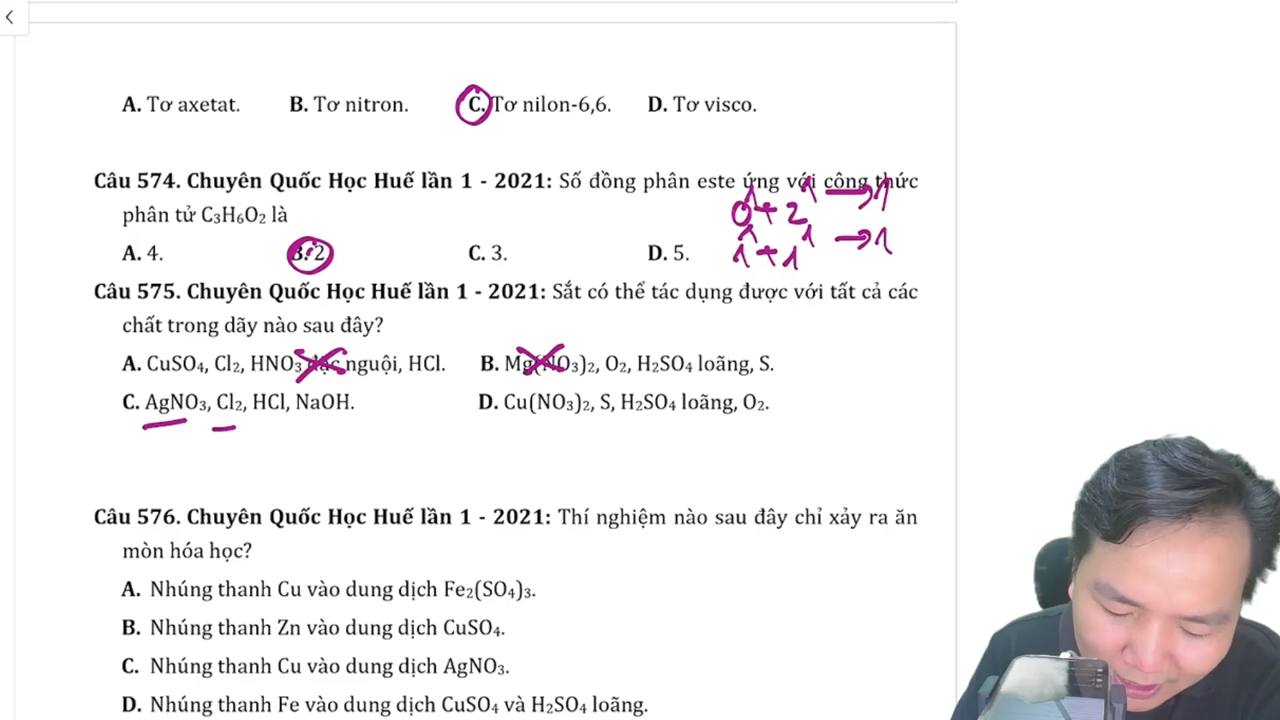 A. Tơ axetat. B. Tơ nitron. C. Tơ nilon-6,6. D. Tơ visco.
Câu 574. Chuyên Quốc Học Huế lần 1 - 2021: Số đồng phân este ứng với công thức
phân tử C₃H₆O₂ là
0¹ + 2¹ → 1
1¹ + 1¹ → 1
A. 4. B. 2 C. 3. D. 5.
Câu 575. Chuyên Quốc Học Huế lần 1 - 2021: Sắt có thể tác dụng được với tất cả các
chất trong dãy nào sau đây?
A. CuSO₄, Cl₂, HNO₃ đặc nguội, HCl. B. Mg(NO₃)₂, O₂, H₂SO₄ loãng, S.
C. AgNO₃, Cl₂, HCl, NaOH. D. Cu(NO₃)₂, S, H₂SO₄ loãng, O₂.
Câu 576. Chuyên Quốc Học Huế lần 1 - 2021: Thí nghiệm nào sau đây chỉ xảy ra ăn
mòn hóa học?
A. Nhúng thanh Cu vào dung dịch Fe₂(SO₄)₃.
B. Nhúng thanh Zn vào dung dịch CuSO₄.
C. Nhúng thanh Cu vào dung dịch AgNO₃.
D. Nhúng thanh Fe vào dung dịch CuSO₄ và H₂SO₄ loãng.